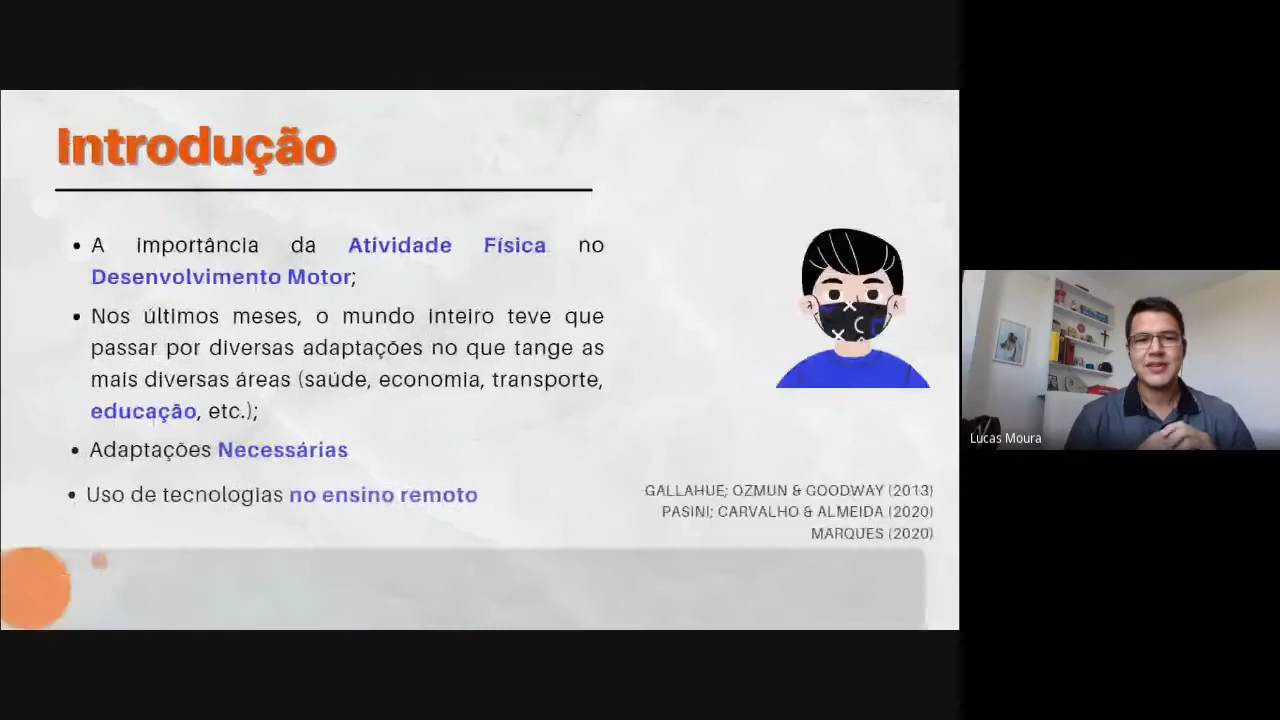 Introdução
A importância da Atividade Física no
Desenvolvimento Motor;
Nos últimos meses, o mundo inteiro teve que
passar por diversas adaptações no que tange as
mais diversas áreas (saúde, economia, transporte,
educação, etc.);
Adaptações Necessárias
Uso de tecnologias no ensino remoto
GALLAHUE; OZMUN & GOODWAY (2013)
PASINI; CARVALHO & ALMEIDA (2020)
MARQUES (2020)
Lucas Moura